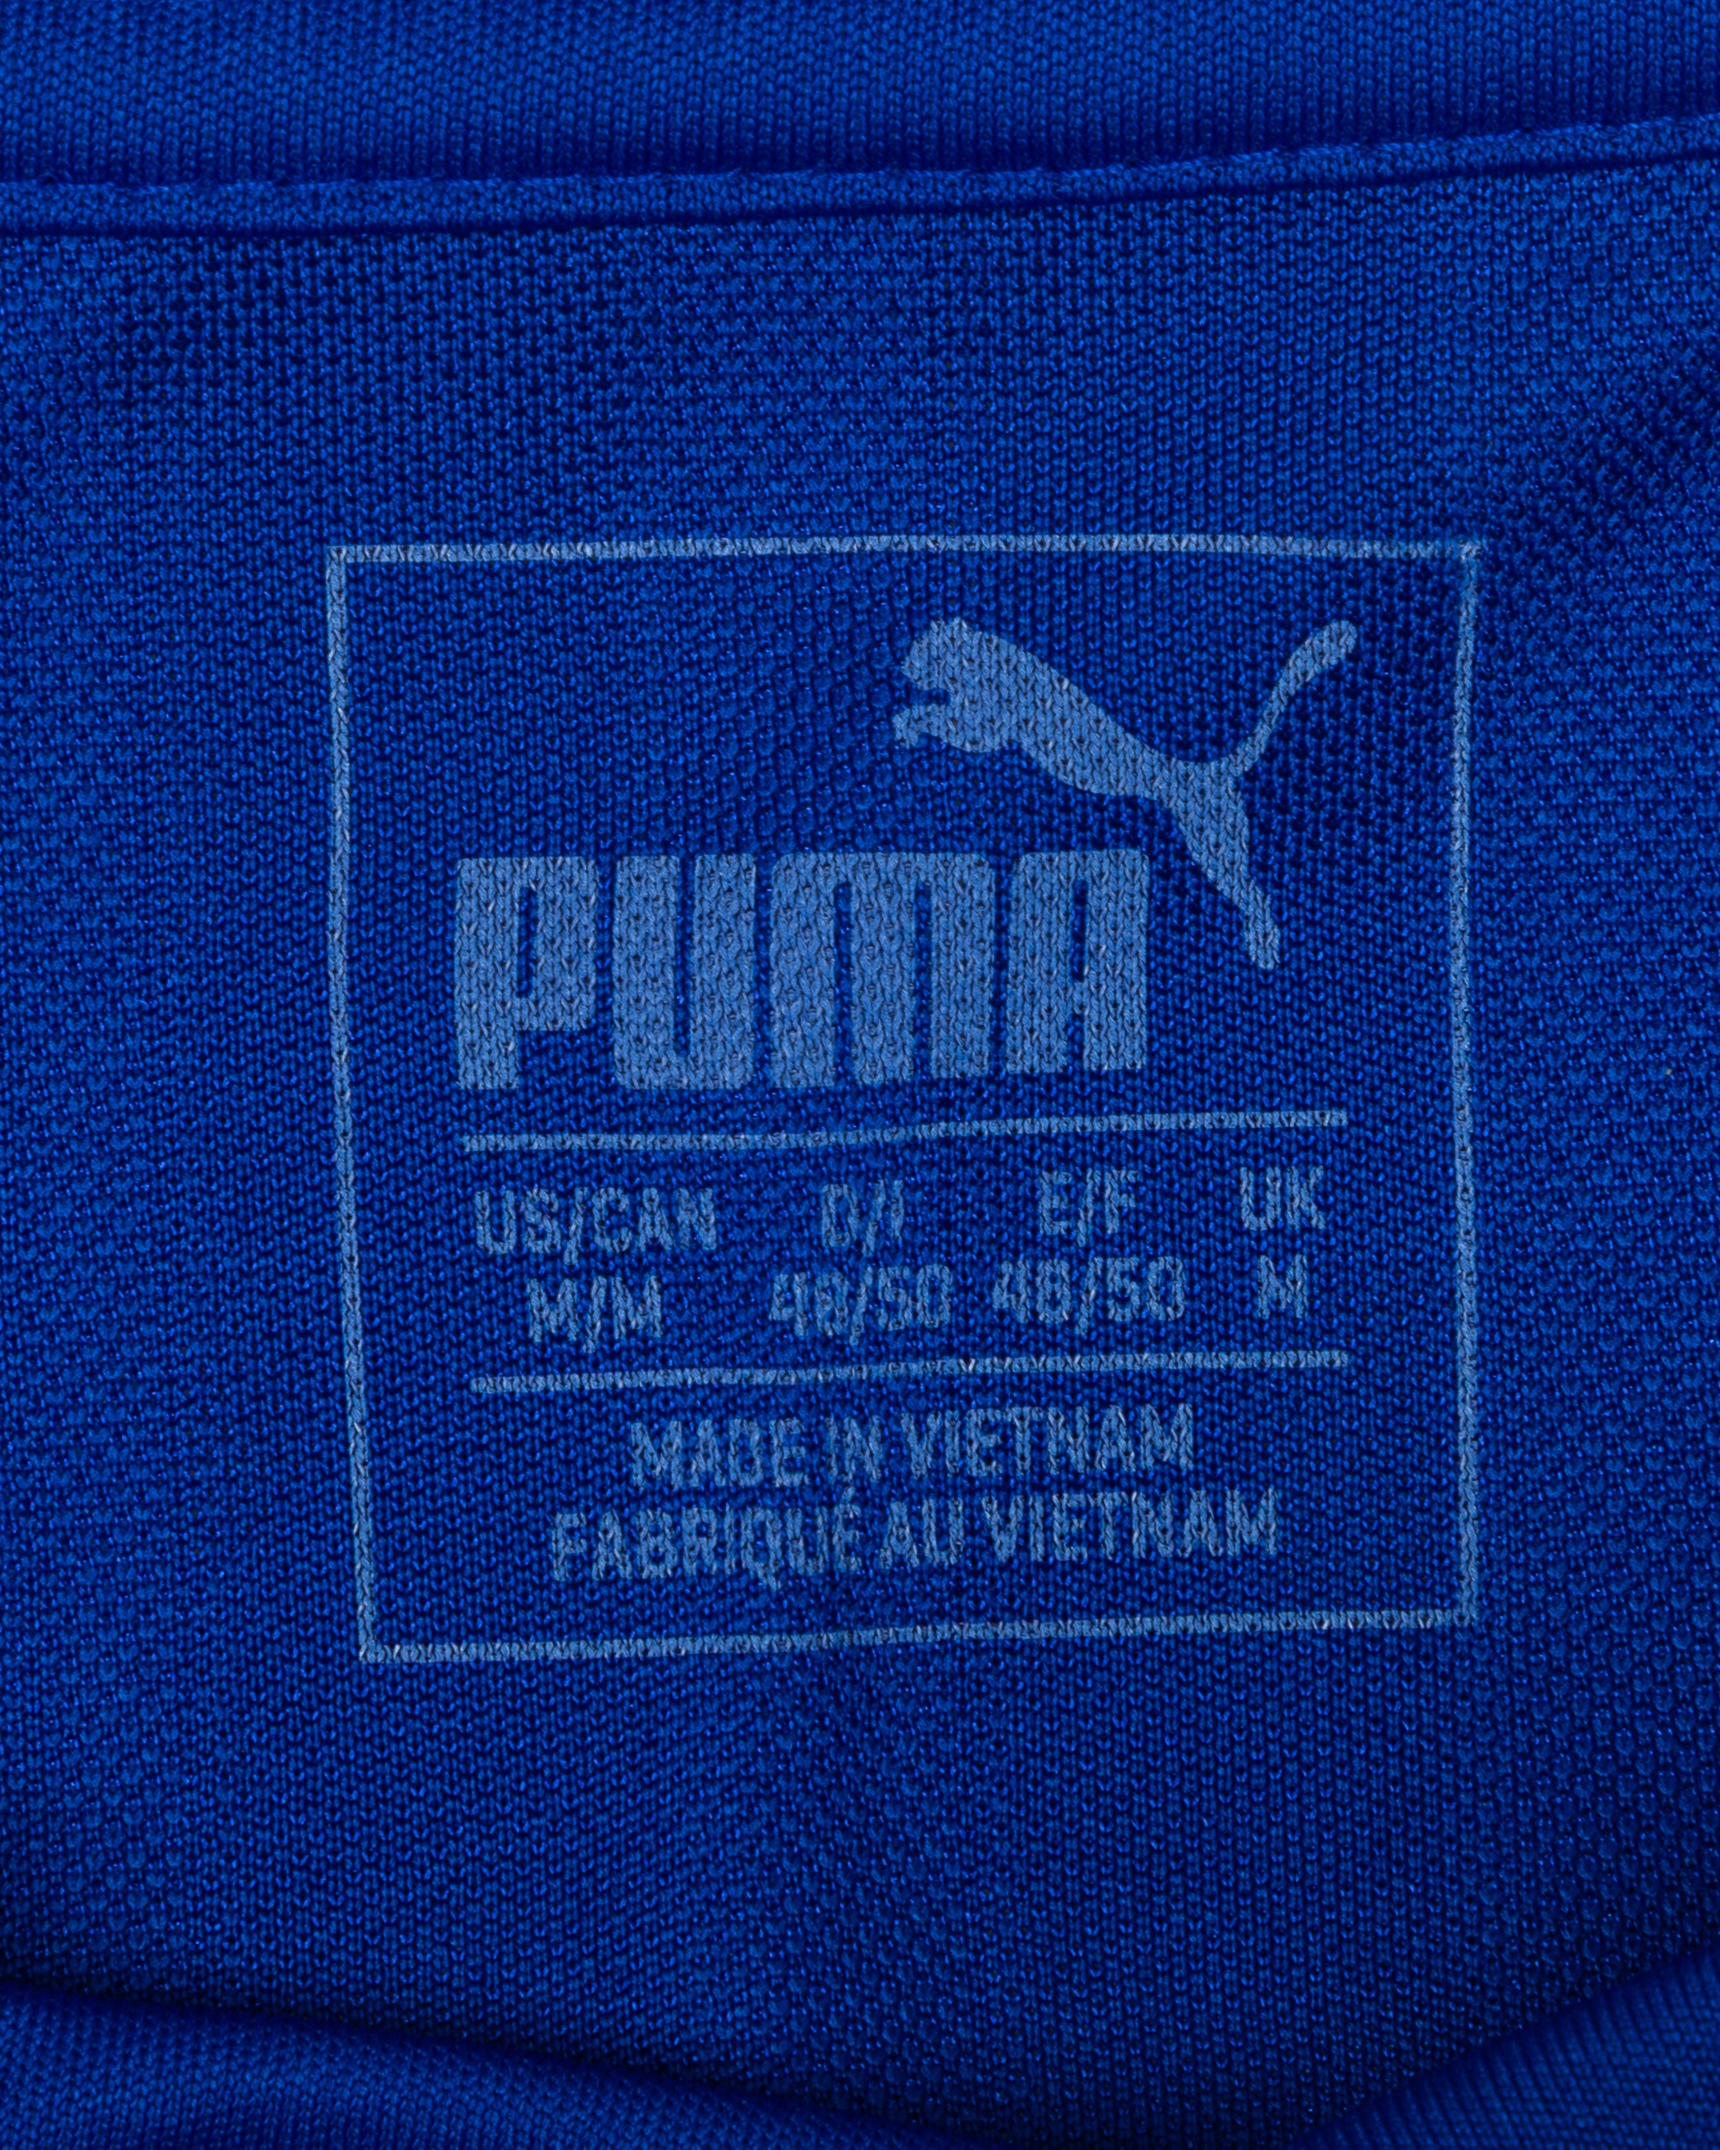 PUMA
US/CAN D/I E/F UK
M/M 48/50 48/50 M
MADE IN VIETNAM
FABRIQUÉ AU VIETNAM